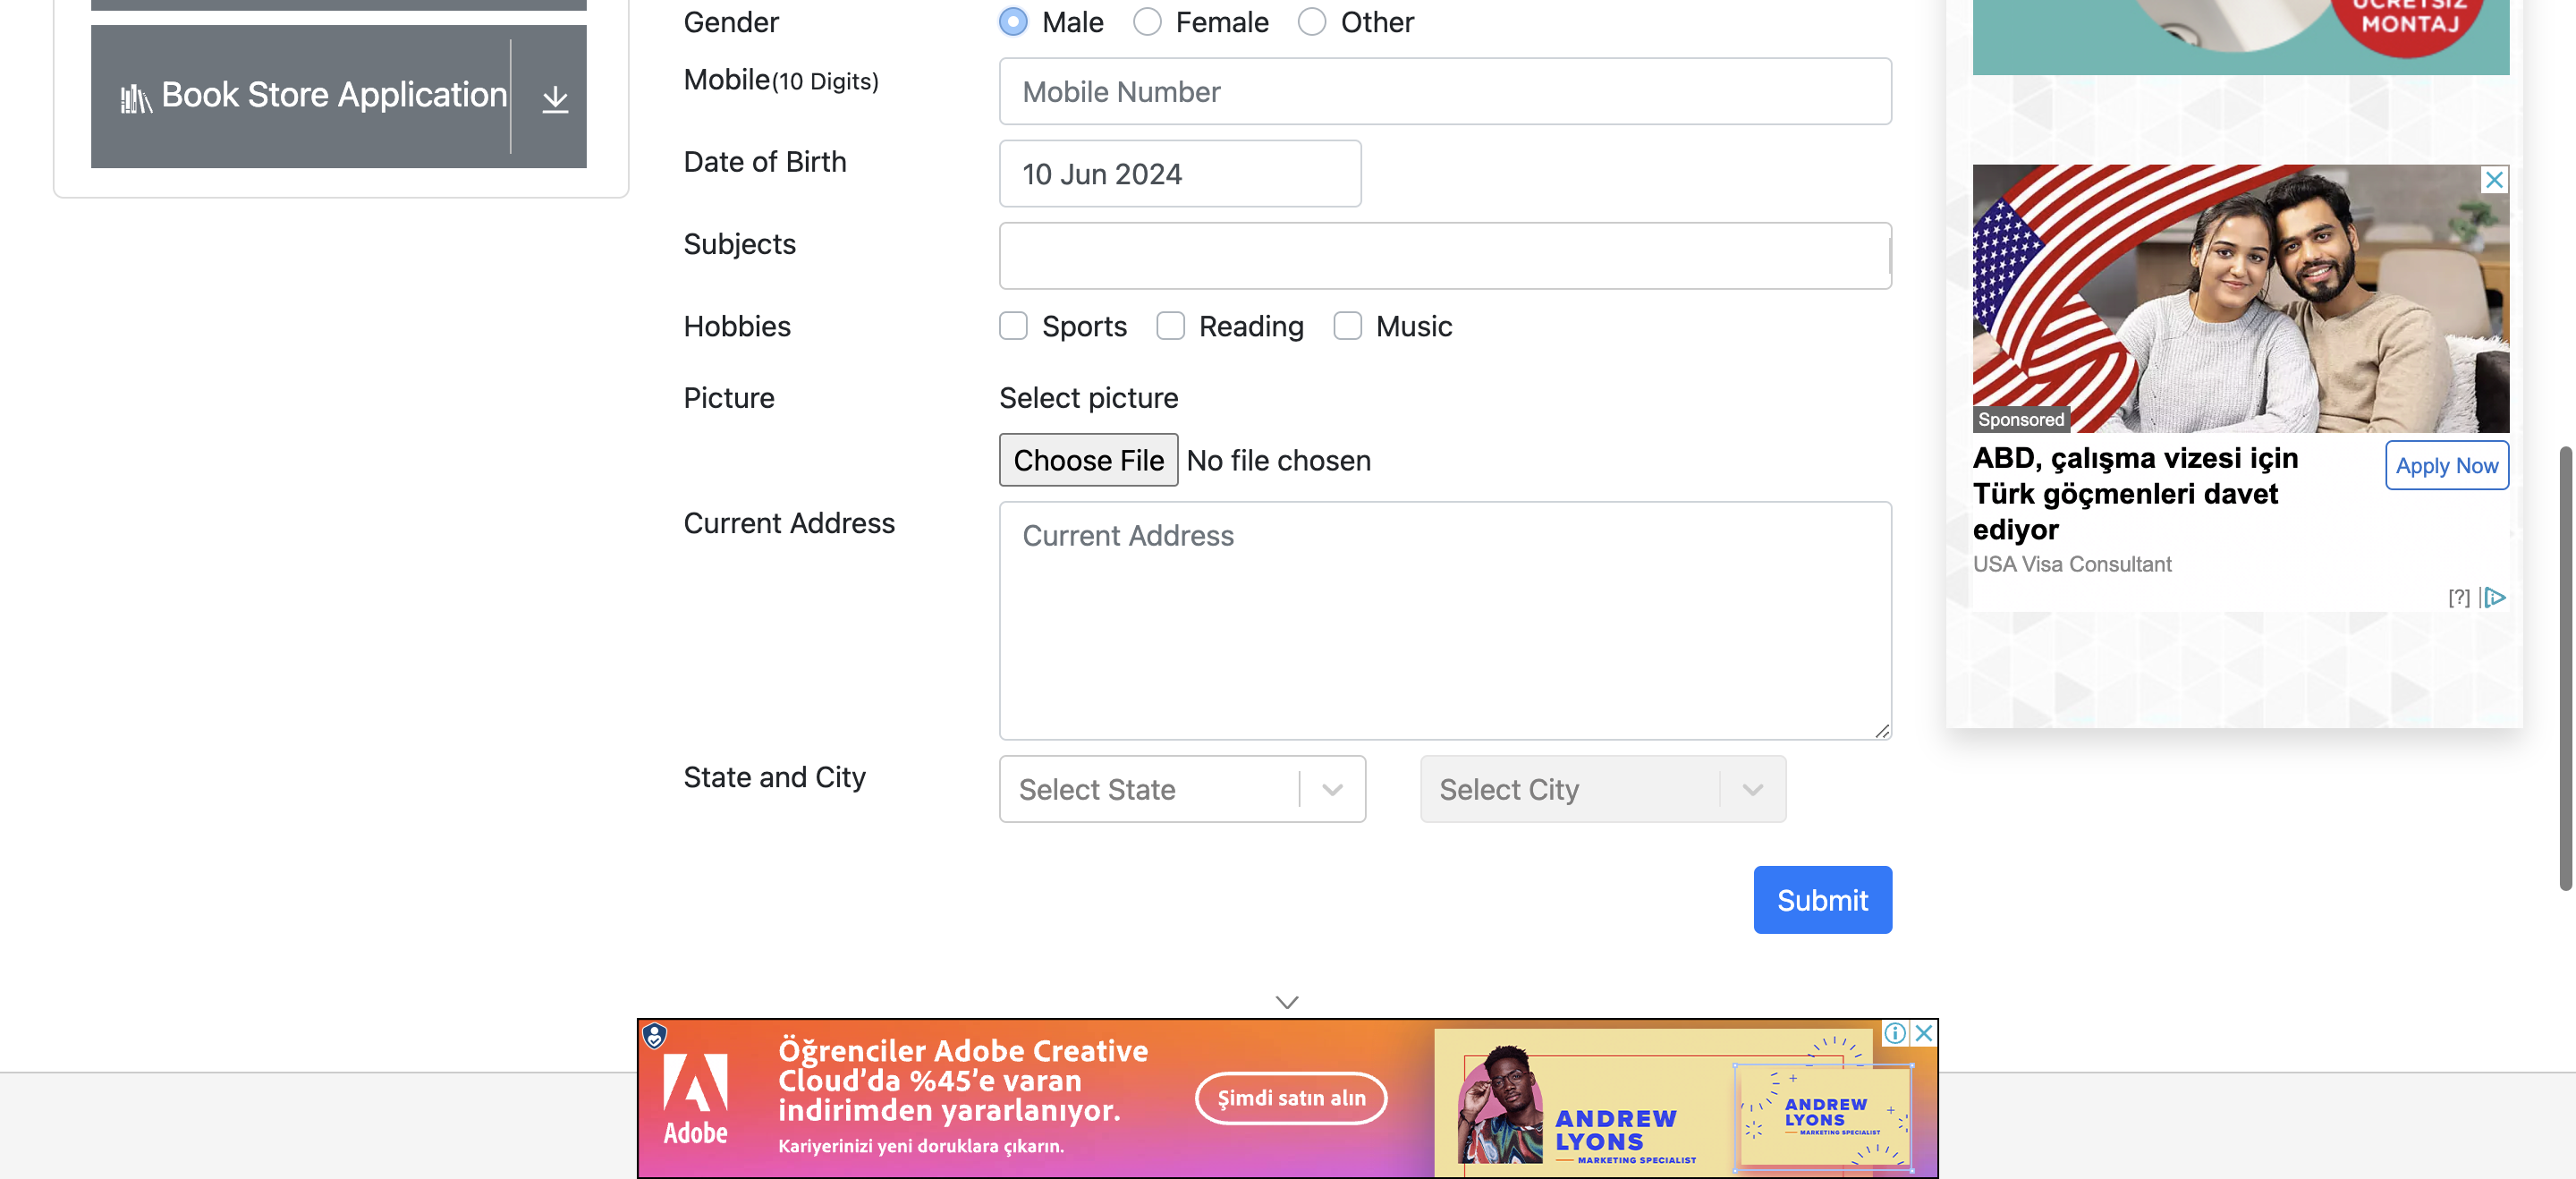 Book Store Application
Gender
Male
Female
Other
Mobile(10 Digits)
Mobile Number
Date of Birth
10 Jun 2024
Subjects
Hobbies
Sports
Reading
Music
Picture
Select picture
Choose File No file chosen
Current Address
Current Address
State and City
Select State
Select City
Submit
ÜCRETSİZ
MONTAJ
Sponsored
ABD, çalışma vizesi için
Türk göçmenleri davet
ediyor
Apply Now
USA Visa Consultant
[?]
Adobe
Öğrenciler Adobe Creative
Cloud’da %45’e varan
indirimden yararlanıyor.
Kariyerinizi yeni doruklara çıkarın.
Şimdi satın alın
ANDREW
LYONS
MARKETING SPECIALIST
ANDREW
LYONS
MARKETING SPECIALIST